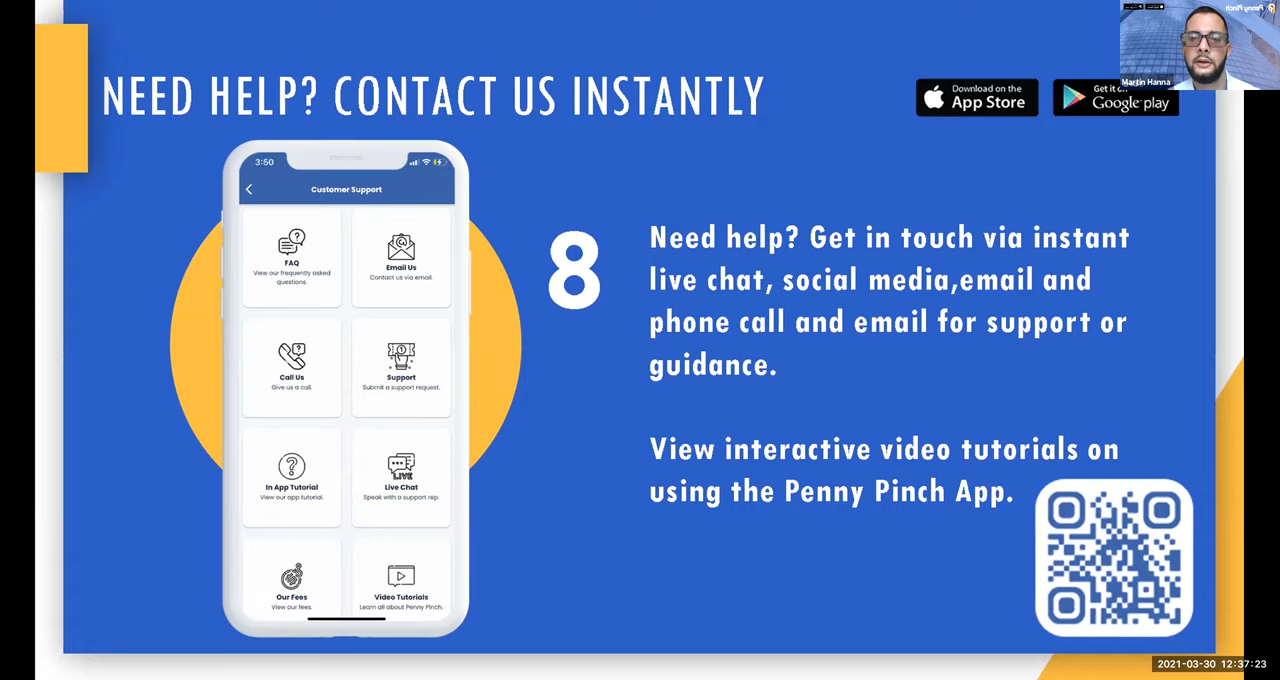 Penny Pinch
Martin Hanna
NEED HELP? CONTACT US INSTANTLY
Download on the
App Store
Get it
Google play
3:50
Customer Support
FAQ
View our frequently asked
questions.
Email Us
Contact us via email.
Call Us
Give us a call.
Support
Submit a support request.
In App Tutorial
View our app tutorial.
LIVE
Live Chat
Speak with a support rep.
Our Fees
View our fees.
Video Tutorials
Learn all about Penny Pinch.
8
Need help? Get in touch via instant
live chat, social media,email and
phone call and email for support or
guidance.
View interactive video tutorials on
using the Penny Pinch App.
2021-03-30 12:37:23